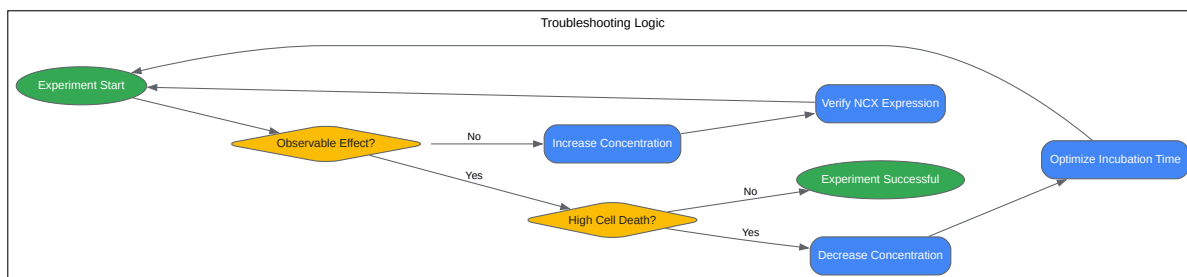 Troubleshooting Logic
Experiment Start
Verify NCX Expression
Observable Effect?
No
Increase Concentration
Optimize Incubation Time
Yes
Experiment Successful
No
High Cell Death?
Yes
Decrease Concentration